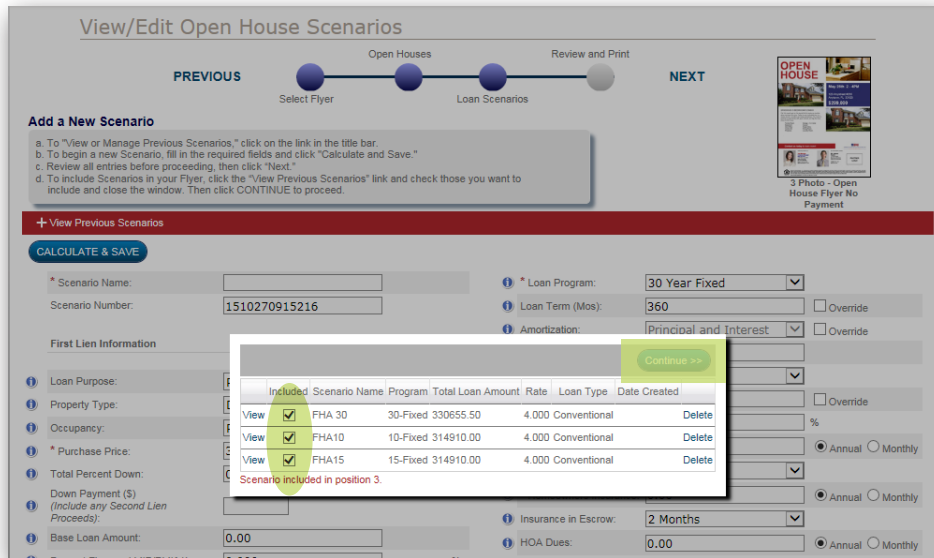 View/Edit Open House Scenarios
Open Houses
Review and Print
PREVIOUS
NEXT
Select Flyer
Loan Scenarios
OPEN
HOUSE
3 Photo - Open
House Flyer No
Payment
Add a New Scenario
a. To "View or Manage Previous Scenarios," click on the link in the title bar.
b. To begin a new Scenario, fill in the required fields and click "Calculate and Save."
c. Review all entries before proceeding, then click "Next."
d. To include Scenarios in your Flyer, click the "View Previous Scenarios" link and check those you want to
include and close the window. Then click CONTINUE to proceed.
+ View Previous Scenarios
CALCULATE & SAVE
* Scenario Name:
* Loan Program: 30 Year Fixed
Scenario Number: 1510270915216
Loan Term (Mos): 360 Override
Amortization: Principal and Interest Override
First Lien Information
Continue >>
Included Scenario Name Program Total Loan Amount Rate Loan Type Date Created
View FHA 30 30-Fixed 330655.50 4.000 Conventional Delete
View FHA10 10-Fixed 314910.00 4.000 Conventional Delete
View FHA15 15-Fixed 314910.00 4.000 Conventional Delete
Scenario included in position 3.
Loan Purpose:
Property Type:
Override
Occupancy:
%
* Purchase Price:
Annual Monthly
Total Percent Down:
Down Payment ($)
(Include any Second Lien
Proceeds):
Annual Monthly
Insurance in Escrow: 2 Months
Base Loan Amount: 0.00
HOA Dues: 0.00 Annual Monthly